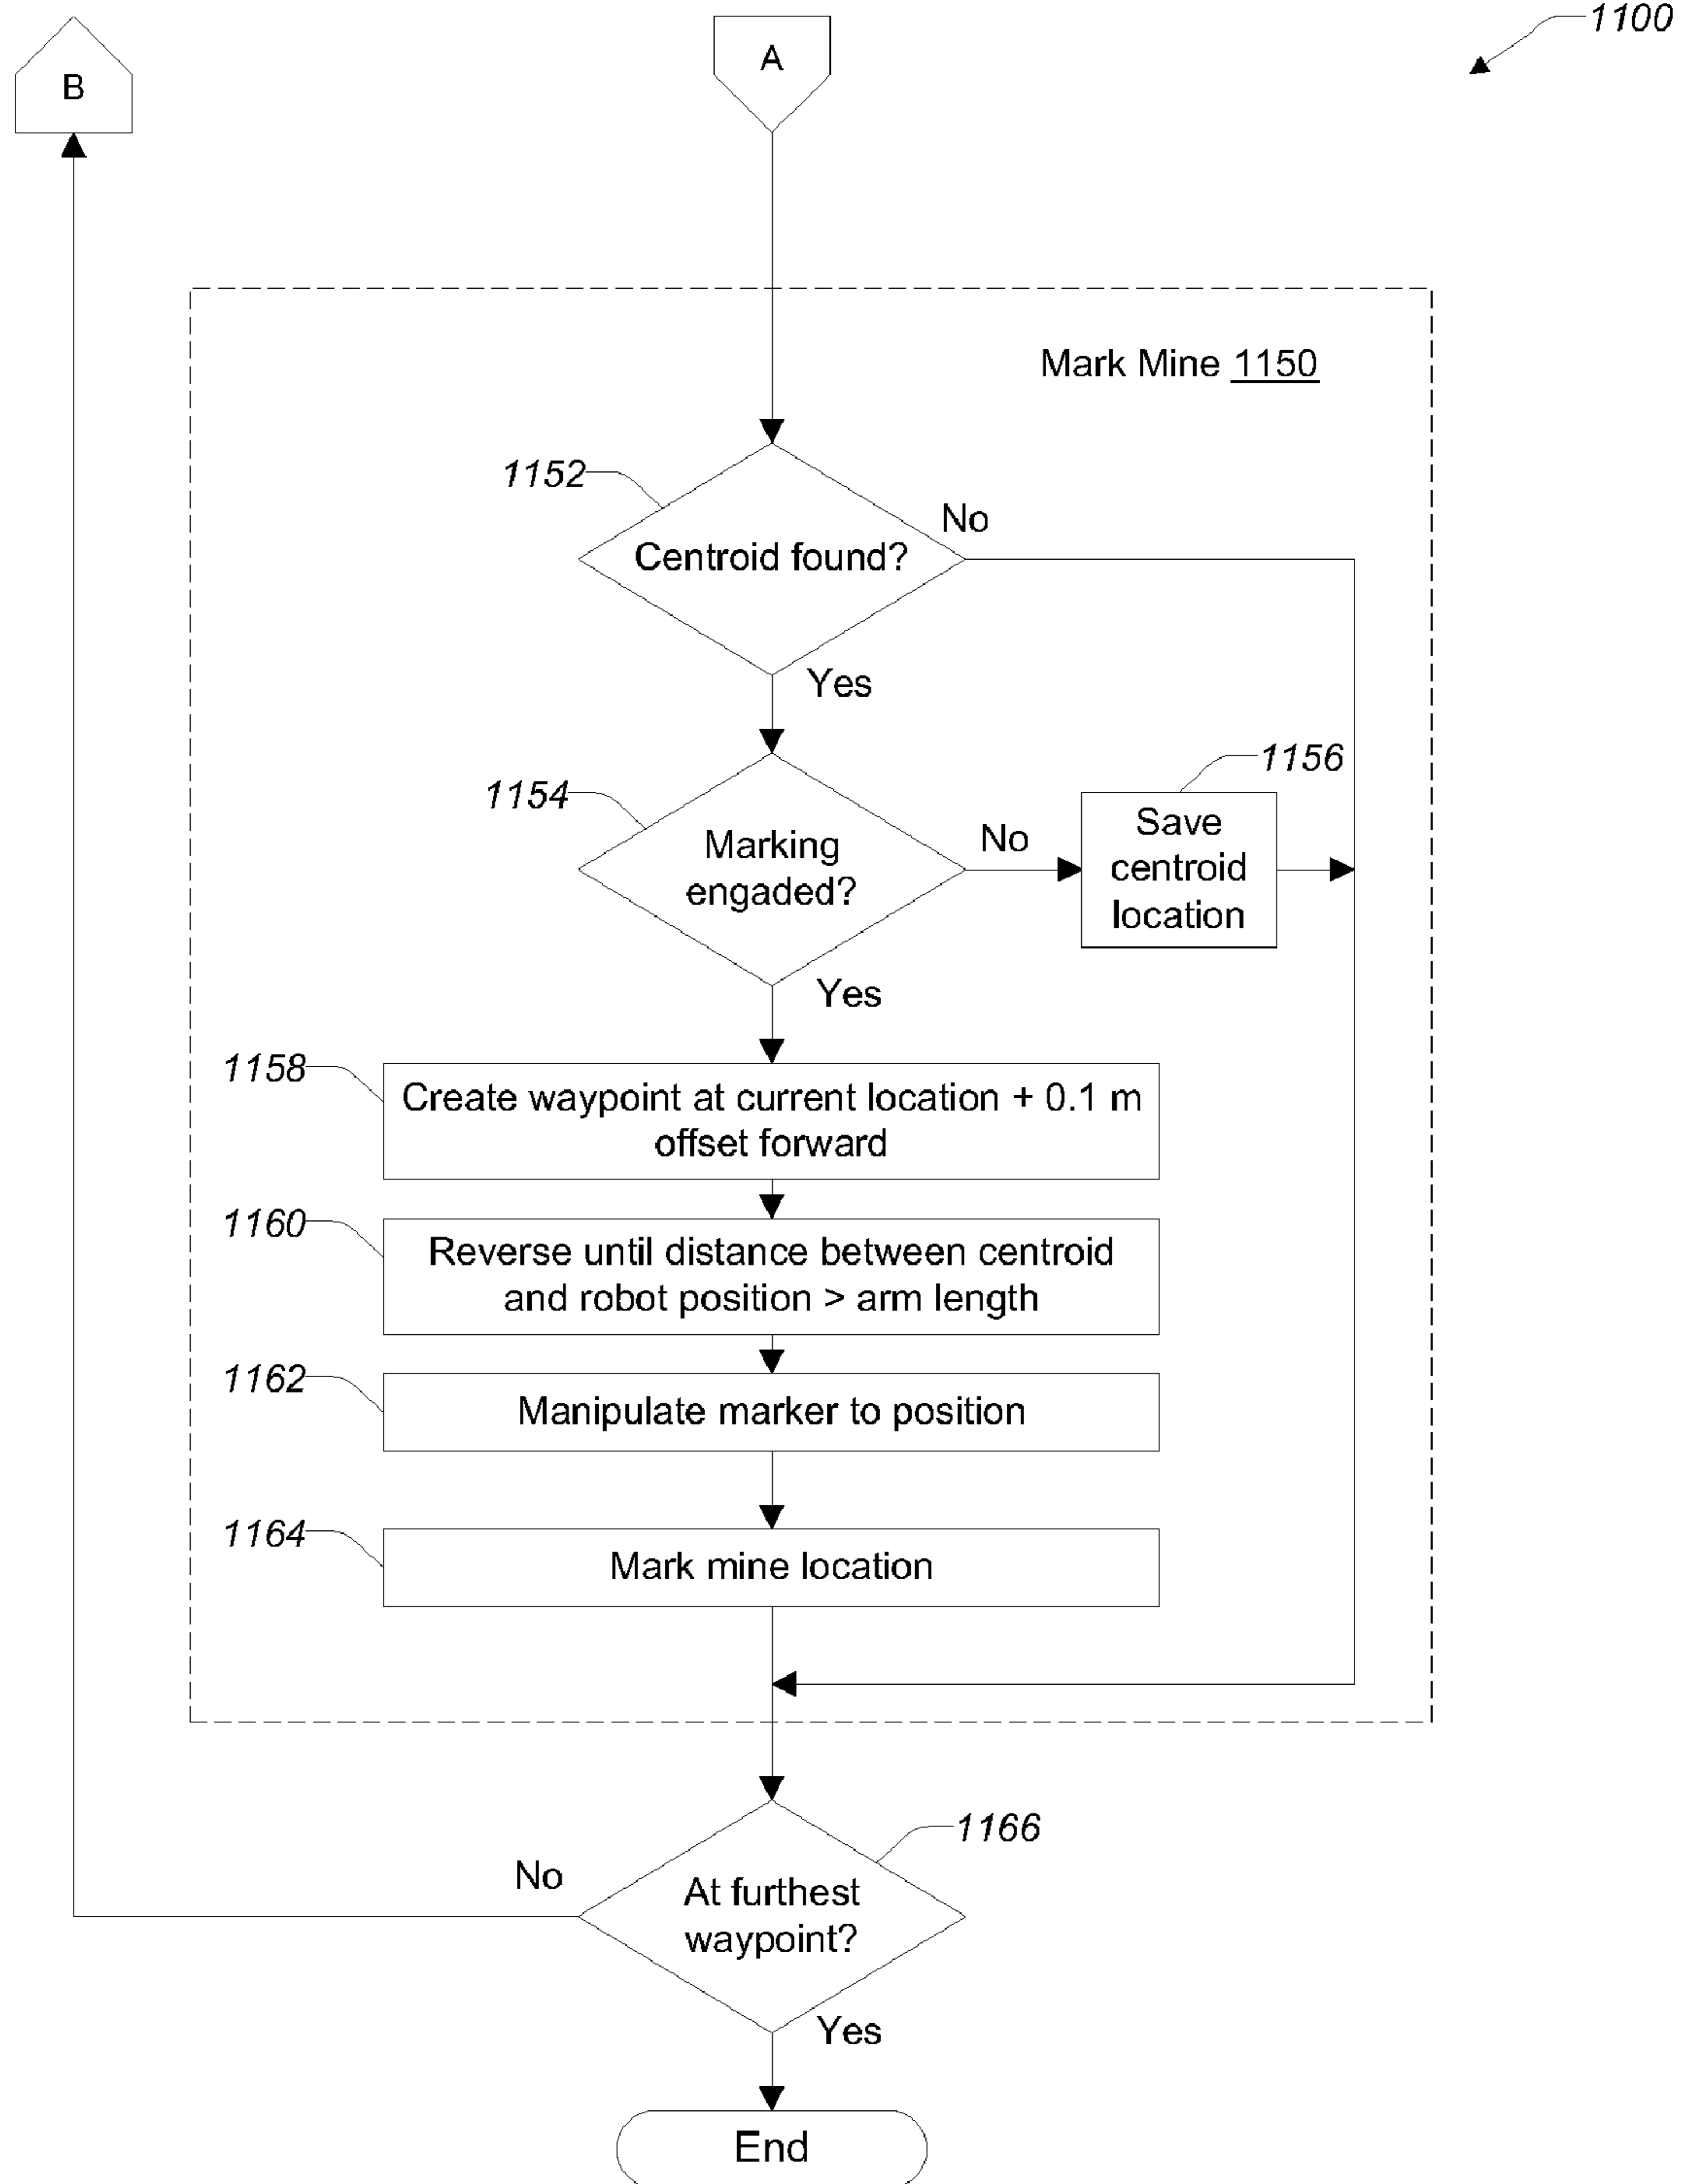 1100
B
A
Mark Mine 1150
1152
Centroid found?
No
Yes
1154
Marking
engaded?
No
1156
Save
centroid
location
Yes
1158
Create waypoint at current location + 0.1 m
offset forward
1160
Reverse until distance between centroid
and robot position > arm length
1162
Manipulate marker to position
1164
Mark mine location
1166
At furthest
waypoint?
No
Yes
End